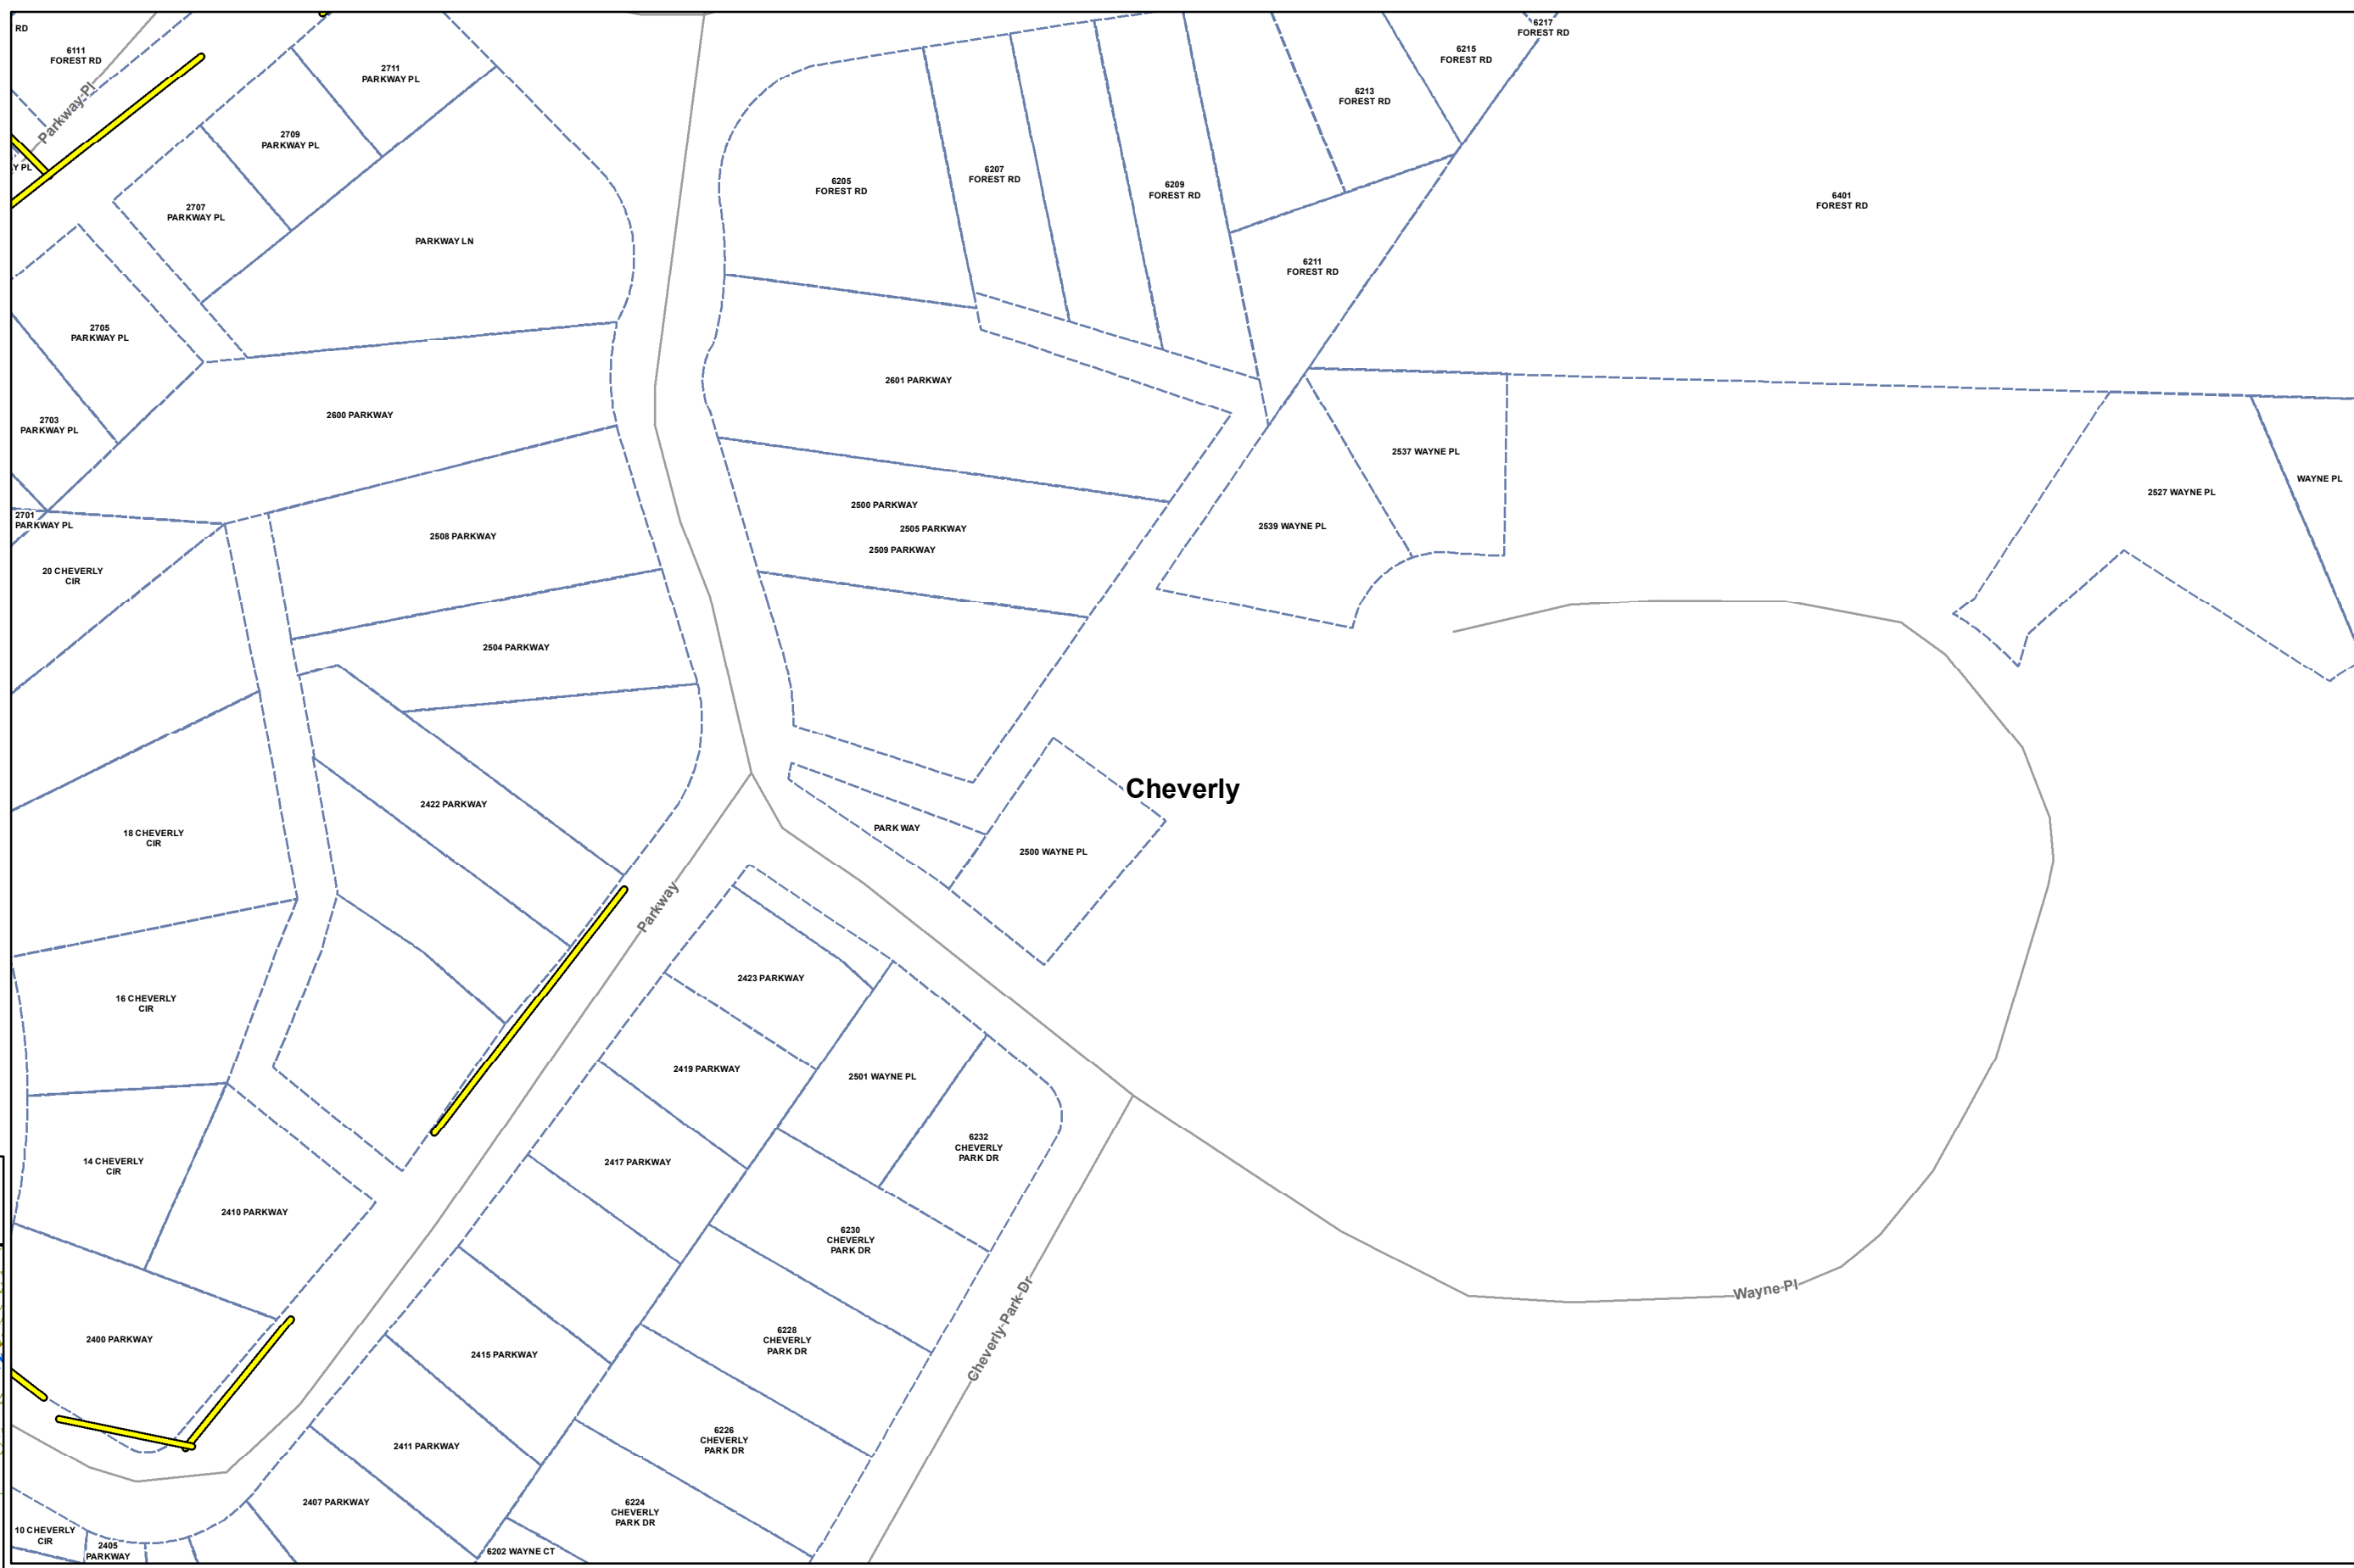 RD
6111
FOREST RD
Parkway Pl
Y PL
2711
PARKWAY PL
2709
PARKWAY PL
2707
PARKWAY PL
PARKWAY LN
2705
PARKWAY PL
2703
PARKWAY PL
2701
PARKWAY PL
6205
FOREST RD
6207
FOREST RD
6209
FOREST RD
6211
FOREST RD
6213
FOREST RD
6215
FOREST RD
6217
FOREST RD
6401
FOREST RD
2600 PARKWAY
2601 PARKWAY
2508 PARKWAY
2500 PARKWAY
2505 PARKWAY
2509 PARKWAY
2504 PARKWAY
2537 WAYNE PL
2539 WAYNE PL
2527 WAYNE PL
WAYNE PL
20 CHEVERLY
CIR
18 CHEVERLY
CIR
2422 PARKWAY
Cheverly
PARK WAY
2500 WAYNE PL
Parkway
16 CHEVERLY
CIR
2423 PARKWAY
2419 PARKWAY
2501 WAYNE PL
2417 PARKWAY
6232
CHEVERLY
PARK DR
14 CHEVERLY
CIR
2410 PARKWAY
6230
CHEVERLY
PARK DR
Cheverly Park Dr
Wayne Pl
2400 PARKWAY
2415 PARKWAY
6228
CHEVERLY
PARK DR
2411 PARKWAY
6226
CHEVERLY
PARK DR
2407 PARKWAY
6224
CHEVERLY
PARK DR
10 CHEVERLY
CIR
2405
PARKWAY
6202 WAYNE CT